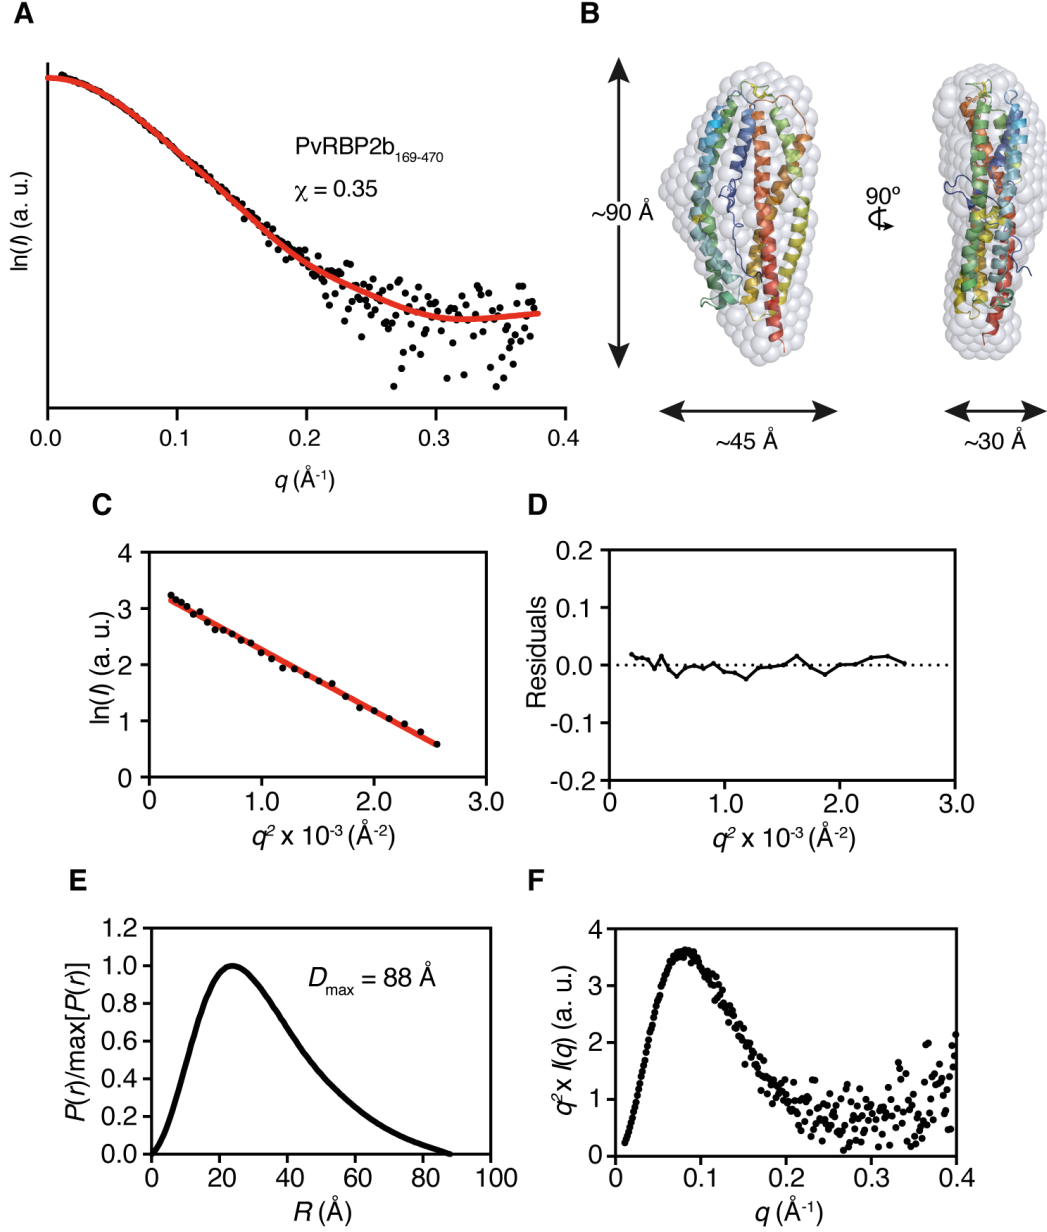 A
ln(I) (a. u.)
PvRBP2b169-470
χ = 0.35
0.0 0.1 0.2 0.3 0.4
q (Å-1)
B
~90 Å
90º
~45 Å
~30 Å
C
4
3
2
1
0
ln(I) (a. u.)
0 1.0 2.0 3.0
q2 x 10-3 (Å-2)
D
0.2
0.1
0.0
-0.1
-0.2
Residuals
0 1.0 2.0 3.0
q2 x 10-3 (Å-2)
E
1.2
1.0
0.8
0.6
0.4
0.2
0.0
P(r)/max[P(r)]
Dmax = 88 Å
0 20 40 60 80 100
R (Å)
F
4
3
2
1
0
q2 x I(q) (a. u.)
0 0.1 0.2 0.3 0.4
q (Å-1)